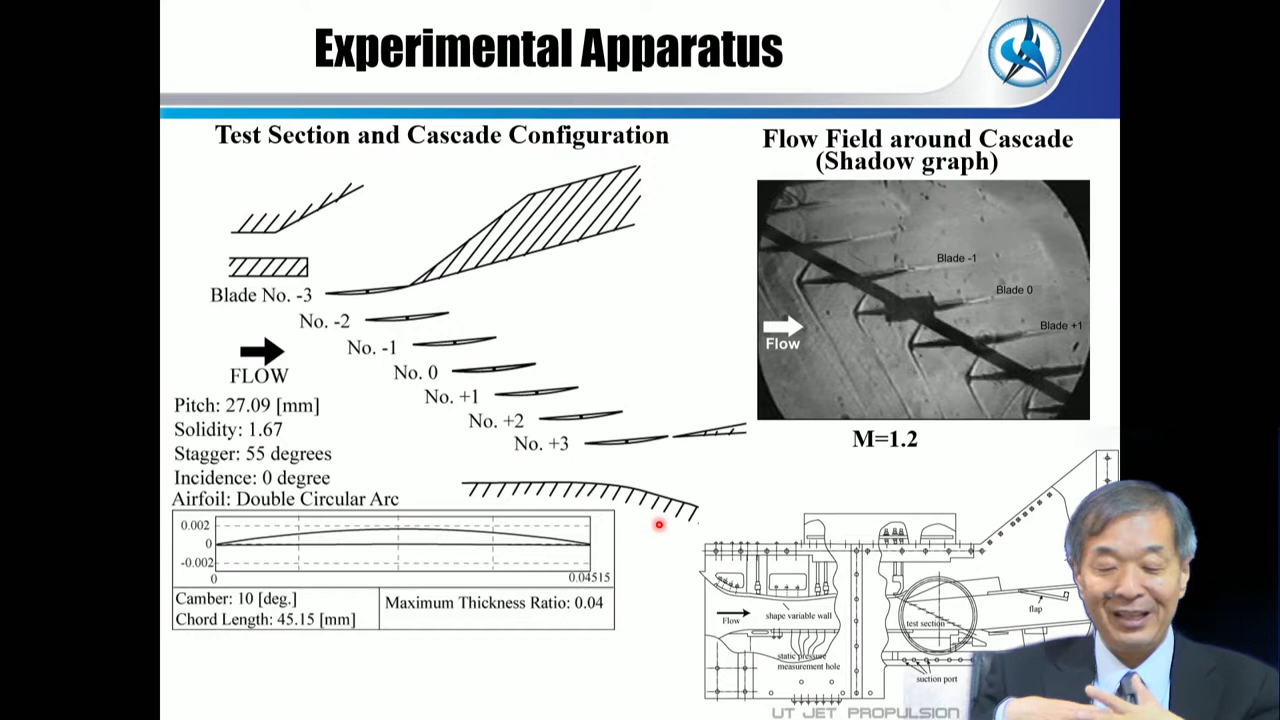 Experimental Apparatus
Test Section and Cascade Configuration
Blade No. -3
No. -2
No. -1
No. 0
No. +1
No. +2
No. +3
FLOW
Pitch: 27.09 [mm]
Solidity: 1.67
Stagger: 55 degrees
Incidence: 0 degree
Airfoil: Double Circular Arc
0.002
0
-0.002
0
0.04515
Camber: 10 [deg.]
Chord Length: 45.15 [mm]
Maximum Thickness Ratio: 0.04
Flow Field around Cascade
(Shadow graph)
Blade -1
Blade 0
Blade +1
Flow
M=1.2
Flow
shape variable wall
static pressure
measurement hole
test section
flap
suction port
UT JET PROPULSION